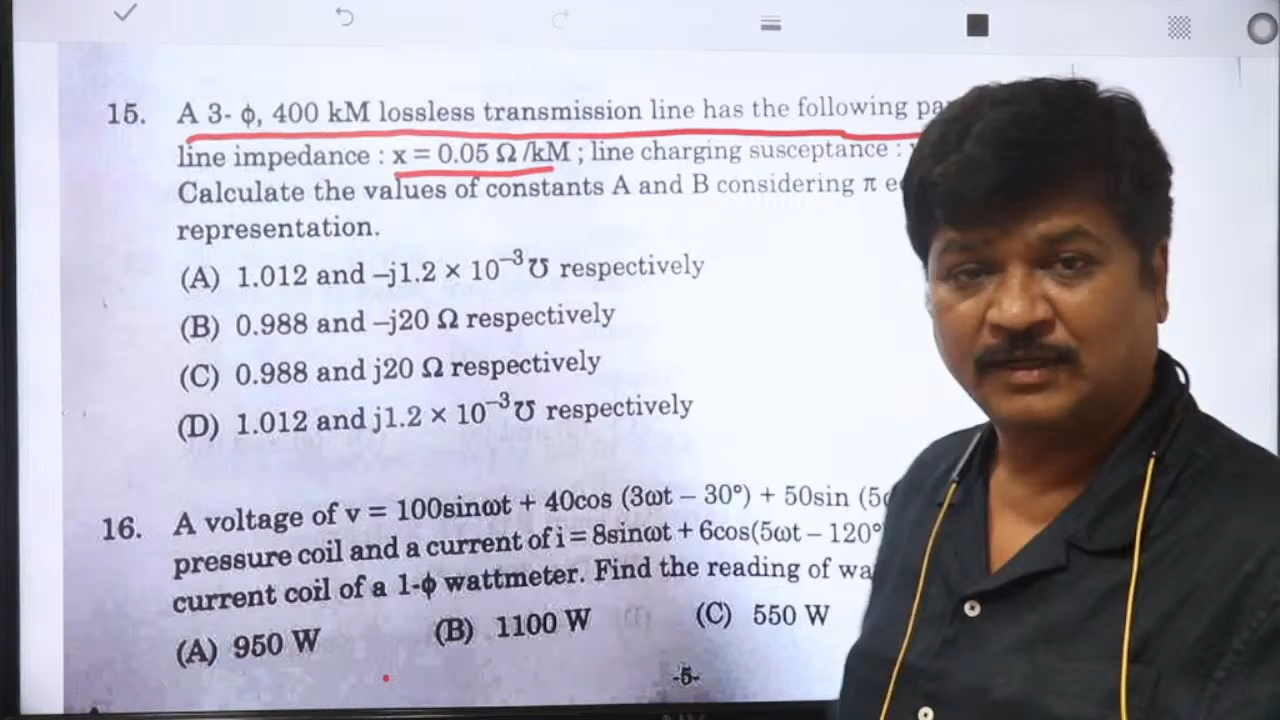 15. A 3- ϕ, 400 kM lossless transmission line has the following
line impedance : x = 0.05 Ω /kM ; line charging susceptance :
Calculate the values of constants A and B considering π
representation.
(A) 1.012 and –j1.2 × 10⁻³ ℧ respectively
(B) 0.988 and –j20 Ω respectively
(C) 0.988 and j20 Ω respectively
(D) 1.012 and j1.2 × 10⁻³ ℧ respectively
16. A voltage of v = 100sinωt + 40cos (3ωt – 30°) + 50sin
pressure coil and a current of i = 8sinωt + 6cos(5ωt – 120°
current coil of a 1-ϕ wattmeter. Find the reading of
(A) 950 W (B) 1100 W (C) 550 W
-5-